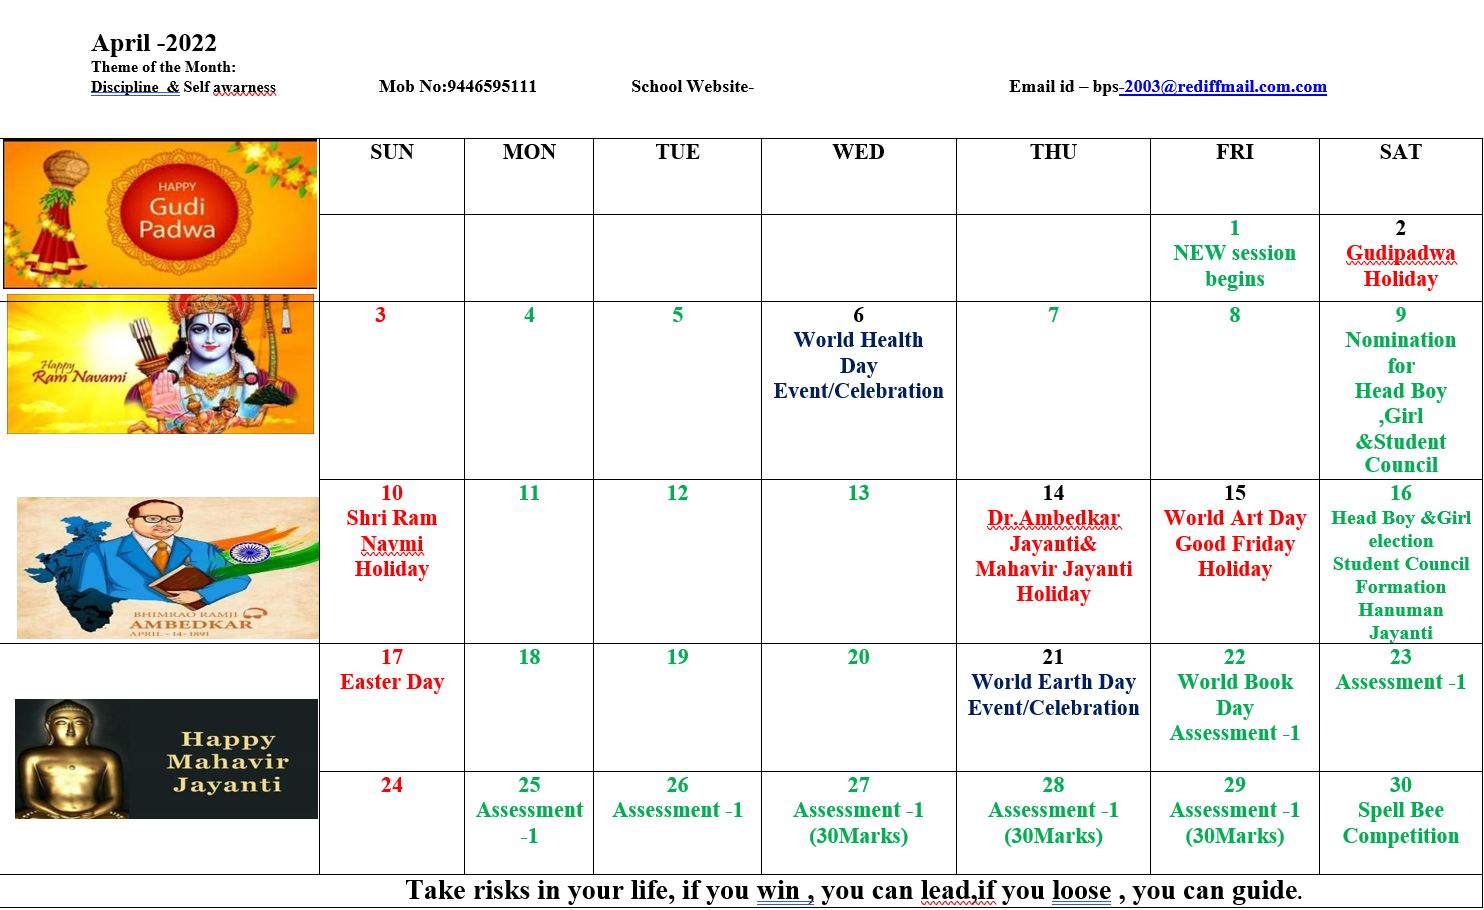 April -2022
Theme of the Month:
Discipline & Self awarness
Mob No:9446595111
School Website-
Email id – bps-2003@rediffmail.com.com
SUN MON TUE WED THU FRI SAT
HAPPY
Gudi
Padwa
1
NEW session
begins
2
Gudipadwa
Holiday
Happy
Ram Navami
3
4
5
6
World Health
Day
Event/Celebration
7
8
9
Nomination
for
Head Boy
,Girl
&Student
Council
BHIMRAO RAMJI
AMBEDKAR
APRIL - 14- 1891
10
Shri Ram
Navmi
Holiday
11
12
13
14
Dr.Ambedkar
Jayanti&
Mahavir Jayanti
Holiday
15
World Art Day
Good Friday
Holiday
16
Head Boy &Girl
election
Student Council
Formation
Hanuman
Jayanti
Happy
Mahavir
Jayanti
17
Easter Day
18
19
20
21
World Earth Day
Event/Celebration
22
World Book
Day
Assessment -1
23
Assessment -1
24
25
Assessment
-1
26
Assessment -1
27
Assessment -1
(30Marks)
28
Assessment -1
(30Marks)
29
Assessment -1
(30Marks)
30
Spell Bee
Competition
Take risks in your life, if you win , you can lead,if you loose , you can guide.